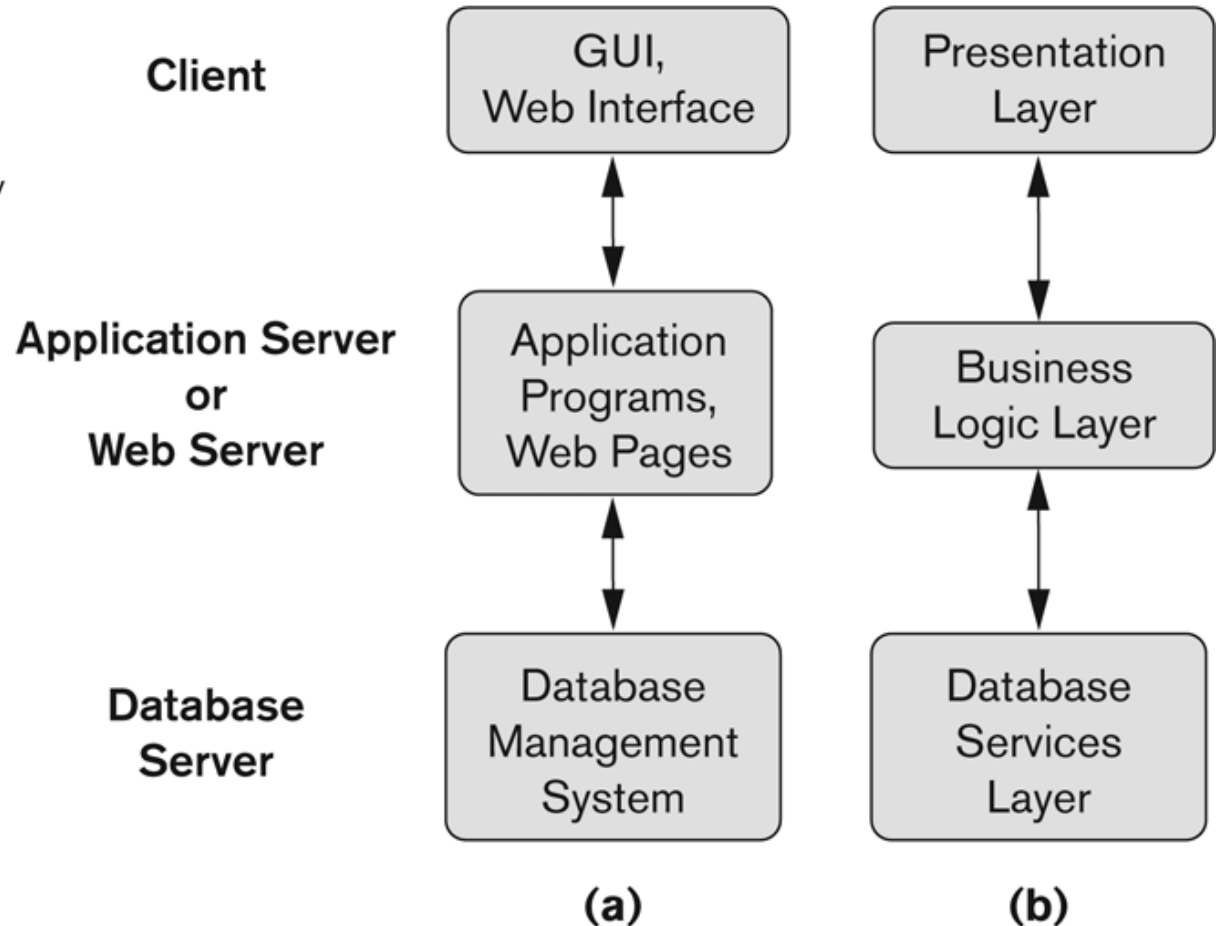 Client
GUI,
Web Interface
Presentation
Layer
Application Server
or
Web Server
Application
Programs,
Web Pages
Business
Logic Layer
Database
Server
Database
Management
System
Database
Services
Layer
(a)
(b)